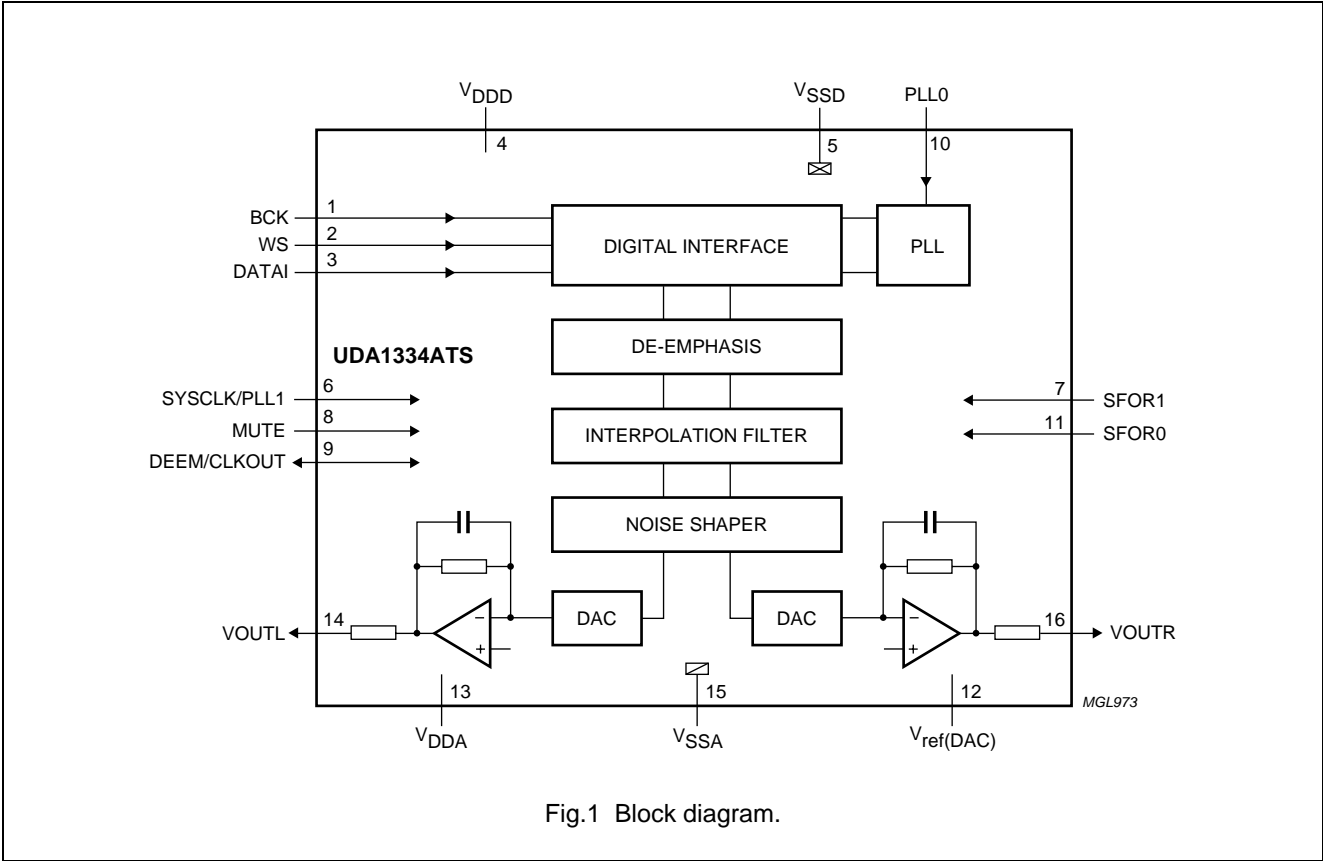 VDDD
VSSD
PLL0
4
5
10
BCK
1
WS
2
DATAI
3
DIGITAL INTERFACE
PLL
DE-EMPHASIS
UDA1334ATS
SYSCLK/PLL1
6
MUTE
8
DEEM/CLKOUT
9
7
SFOR1
11
SFOR0
INTERPOLATION FILTER
NOISE SHAPER
DAC
DAC
VOUTL
14
−
+
−
+
16
VOUTR
13
15
12
MGL973
VDDA
VSSA
Vref(DAC)
Fig.1 Block diagram.